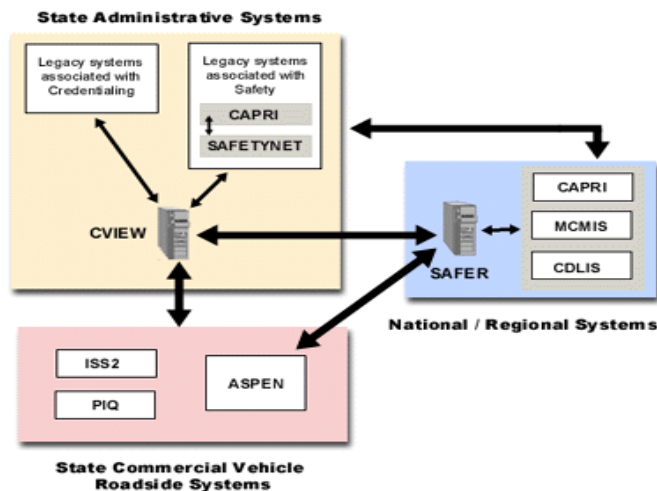 State Administrative Systems
Legacy systems
associated with
Credentialing
Legacy systems
associated with
Safety
CAPRI
SAFETYNET
CVIEW
SAFER
CAPRI
MCMIS
CDLIS
National / Regional Systems
ISS2
PIQ
ASPEN
State Commercial Vehicle
Roadside Systems